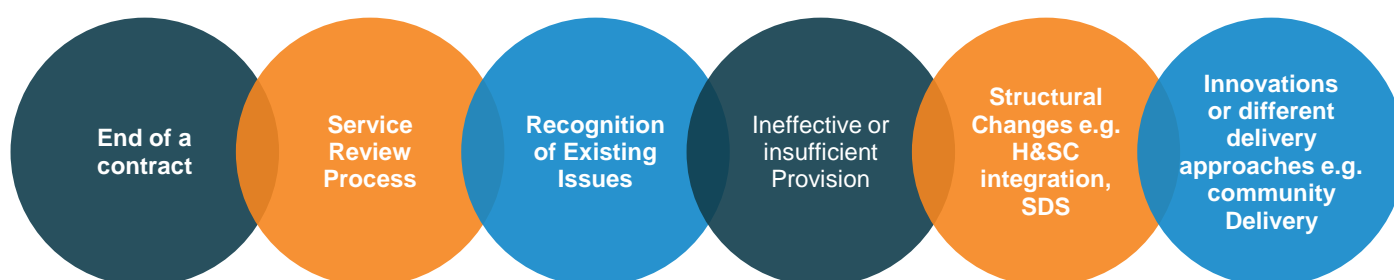 End of a
contract
Service
Review
Process
Recognition
of Existing
Issues
Ineffective or
insufficient
Provision
Structural
Changes e.g.
H&SC
integration,
SDS
Innovations
or different
delivery
approaches e.g.
community
Delivery